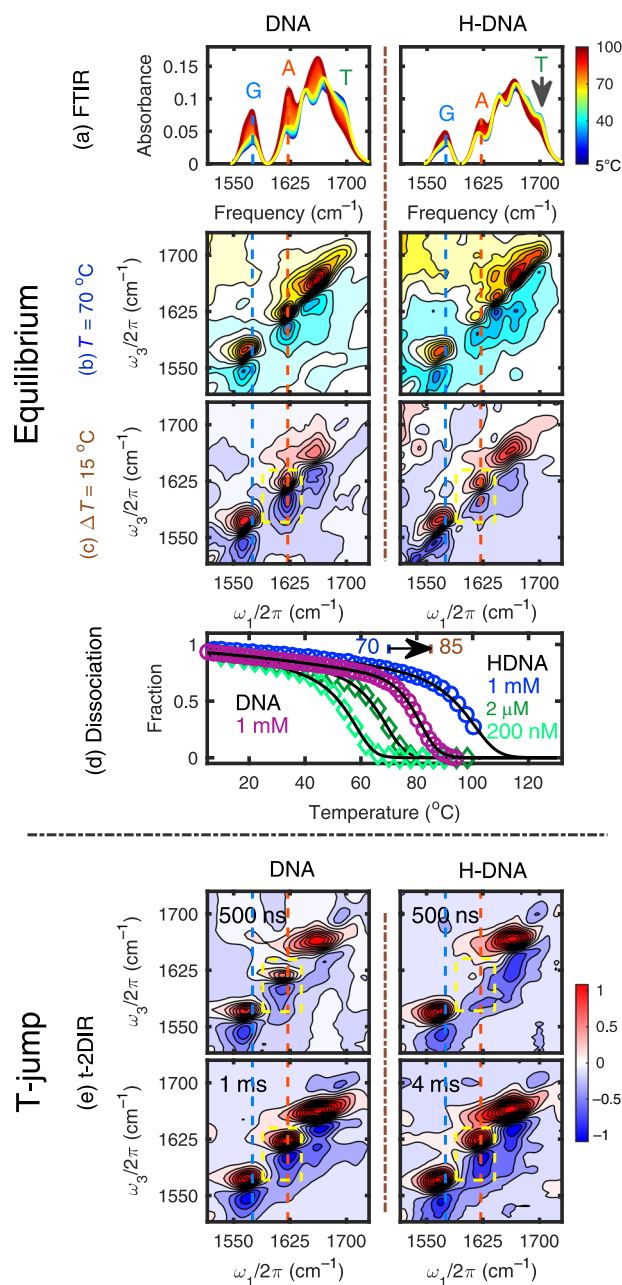 DNA
H-DNA
Equilibrium
(a) FTIR
Absorbance
0.15
0.1
0.05
0
G
A
T
G
A
T
100
70
40
5°C
1550
1625
1700
1550
1625
1700
Frequency (cm⁻¹)
Frequency (cm⁻¹)
(b) T = 70 °C
ω₃/2π (cm⁻¹)
1700
1625
1550
(c) ΔT = 15 °C
ω₃/2π (cm⁻¹)
1700
1625
1550
1550
1625
1700
1550
1625
1700
ω₁/2π (cm⁻¹)
ω₁/2π (cm⁻¹)
(d) Dissociation
Fraction
1
0.5
0
70
85
DNA
1 mM
HDNA
1 mM
2 μM
200 nM
20
40
60
80
100
120
Temperature (°C)
DNA
H-DNA
T-jump
(e) t-2DIR
500 ns
500 ns
ω₃/2π (cm⁻¹)
1700
1625
1550
1 ms
4 ms
ω₃/2π (cm⁻¹)
1700
1625
1550
1
0.5
0
−0.5
−1
1550
1625
1700
1550
1625
1700
ω₁/2π (cm⁻¹)
ω₁/2π (cm⁻¹)